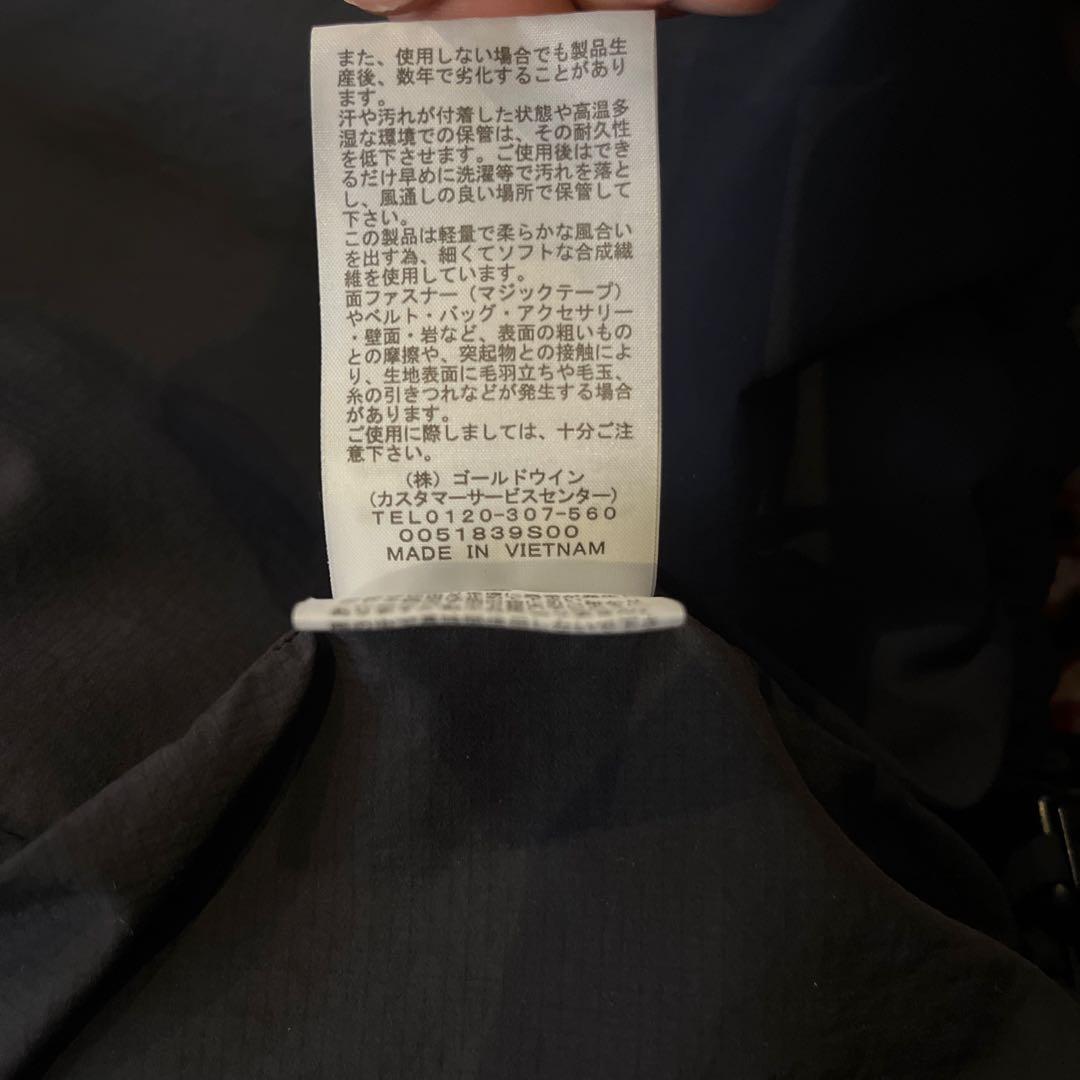 また、使用しない場合でも製品生
産後、数年で劣化することがあり
ます。
汗や汚れが付着した状態や高温多
湿な環境での保管は、その耐久性
を低下させます。ご使用後はでき
るだけ早めに洗濯等で汚れを落と
し、風通しの良い場所で保管して
下さい。
この製品は軽量で柔らかな風合い
を出す為、細くてソフトな合成繊
維を使用しています。
面ファスナー（マジックテープ）
やベルト・バッグ・アクセサリー
・壁面・岩など、表面の粗いもの
との摩擦や、突起物との接触によ
り、生地表面に毛羽立ちや毛玉、
糸の引きつれなどが発生する場合
があります。
ご使用に際しましては、十分ご注
意下さい。
（株）ゴールドウイン
（カスタマーサービスセンター）
TEL0120-307-560
0051839S00
MADE IN VIETNAM